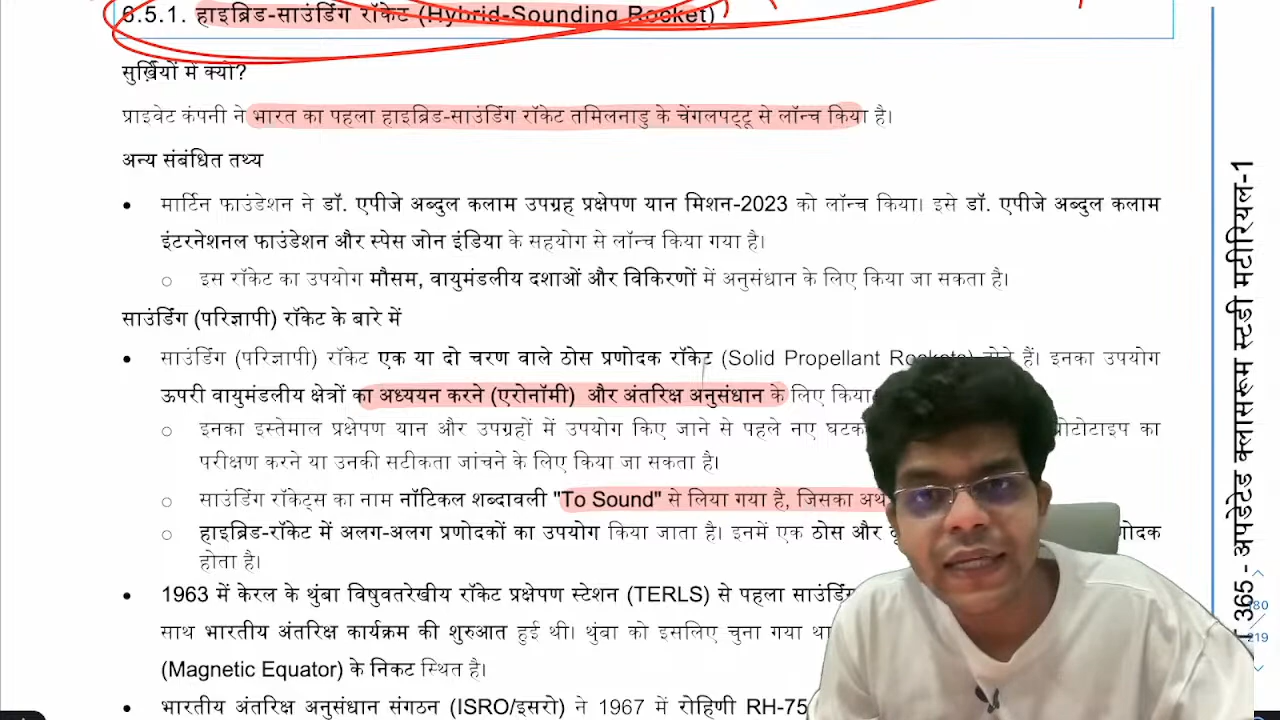 6.5.1. हाइब्रिड-साउंडिंग रॉकेट (Hybrid-Sounding Rocket)
सुर्ख़ियों में क्यों?
प्राइवेट कंपनी ने भारत का पहला हाइब्रिड-साउंडिंग रॉकेट तमिलनाडु के चेंगलपट्टू से लॉन्च किया है।
अन्य संबंधित तथ्य
• मार्टिन फाउंडेशन ने डॉ. एपीजे अब्दुल कलाम उपग्रह प्रक्षेपण यान मिशन-2023 को लॉन्च किया। इसे डॉ. एपीजे अब्दुल कलाम
इंटरनेशनल फाउंडेशन और स्पेस जोन इंडिया के सहयोग से लॉन्च किया गया है।
o इस रॉकेट का उपयोग मौसम, वायुमंडलीय दशाओं और विकिरणों में अनुसंधान के लिए किया जा सकता है।
साउंडिंग (परिज्ञापी) रॉकेट के बारे में
• साउंडिंग (परिज्ञापी) रॉकेट एक या दो चरण वाले ठोस प्रणोदक रॉकेट (Solid Propellant Rockets) होते हैं। इनका उपयोग
ऊपरी वायुमंडलीय क्षेत्रों का अध्ययन करने (एरोनॉमी) और अंतरिक्ष अनुसंधान के लिए किया
o इनका इस्तेमाल प्रक्षेपण यान और उपग्रहों में उपयोग किए जाने से पहले नए घटक प्रोटोटाइप का
परीक्षण करने या उनकी सटीकता जांचने के लिए किया जा सकता है।
o साउंडिंग रॉकेट्स का नाम नॉटिकल शब्दावली "To Sound" से लिया गया है, जिसका अर्थ
o हाइब्रिड-रॉकेट में अलग-अलग प्रणोदकों का उपयोग किया जाता है। इनमें एक ठोस और
होता है।
• 1963 में केरल के थुंबा विषुवतरेखीय रॉकेट प्रक्षेपण स्टेशन (TERLS) से पहला साउंडिंग
साथ भारतीय अंतरिक्ष कार्यक्रम की शुरुआत हुई थी। थुंबा को इसलिए चुना गया था
(Magnetic Equator) के निकट स्थित है।
• भारतीय अंतरिक्ष अनुसंधान संगठन (ISRO/इसरो) ने 1967 में रोहिणी RH-75
365 - अपडेटेड क्लासरूम स्टडी मटीरियल-1
180
219